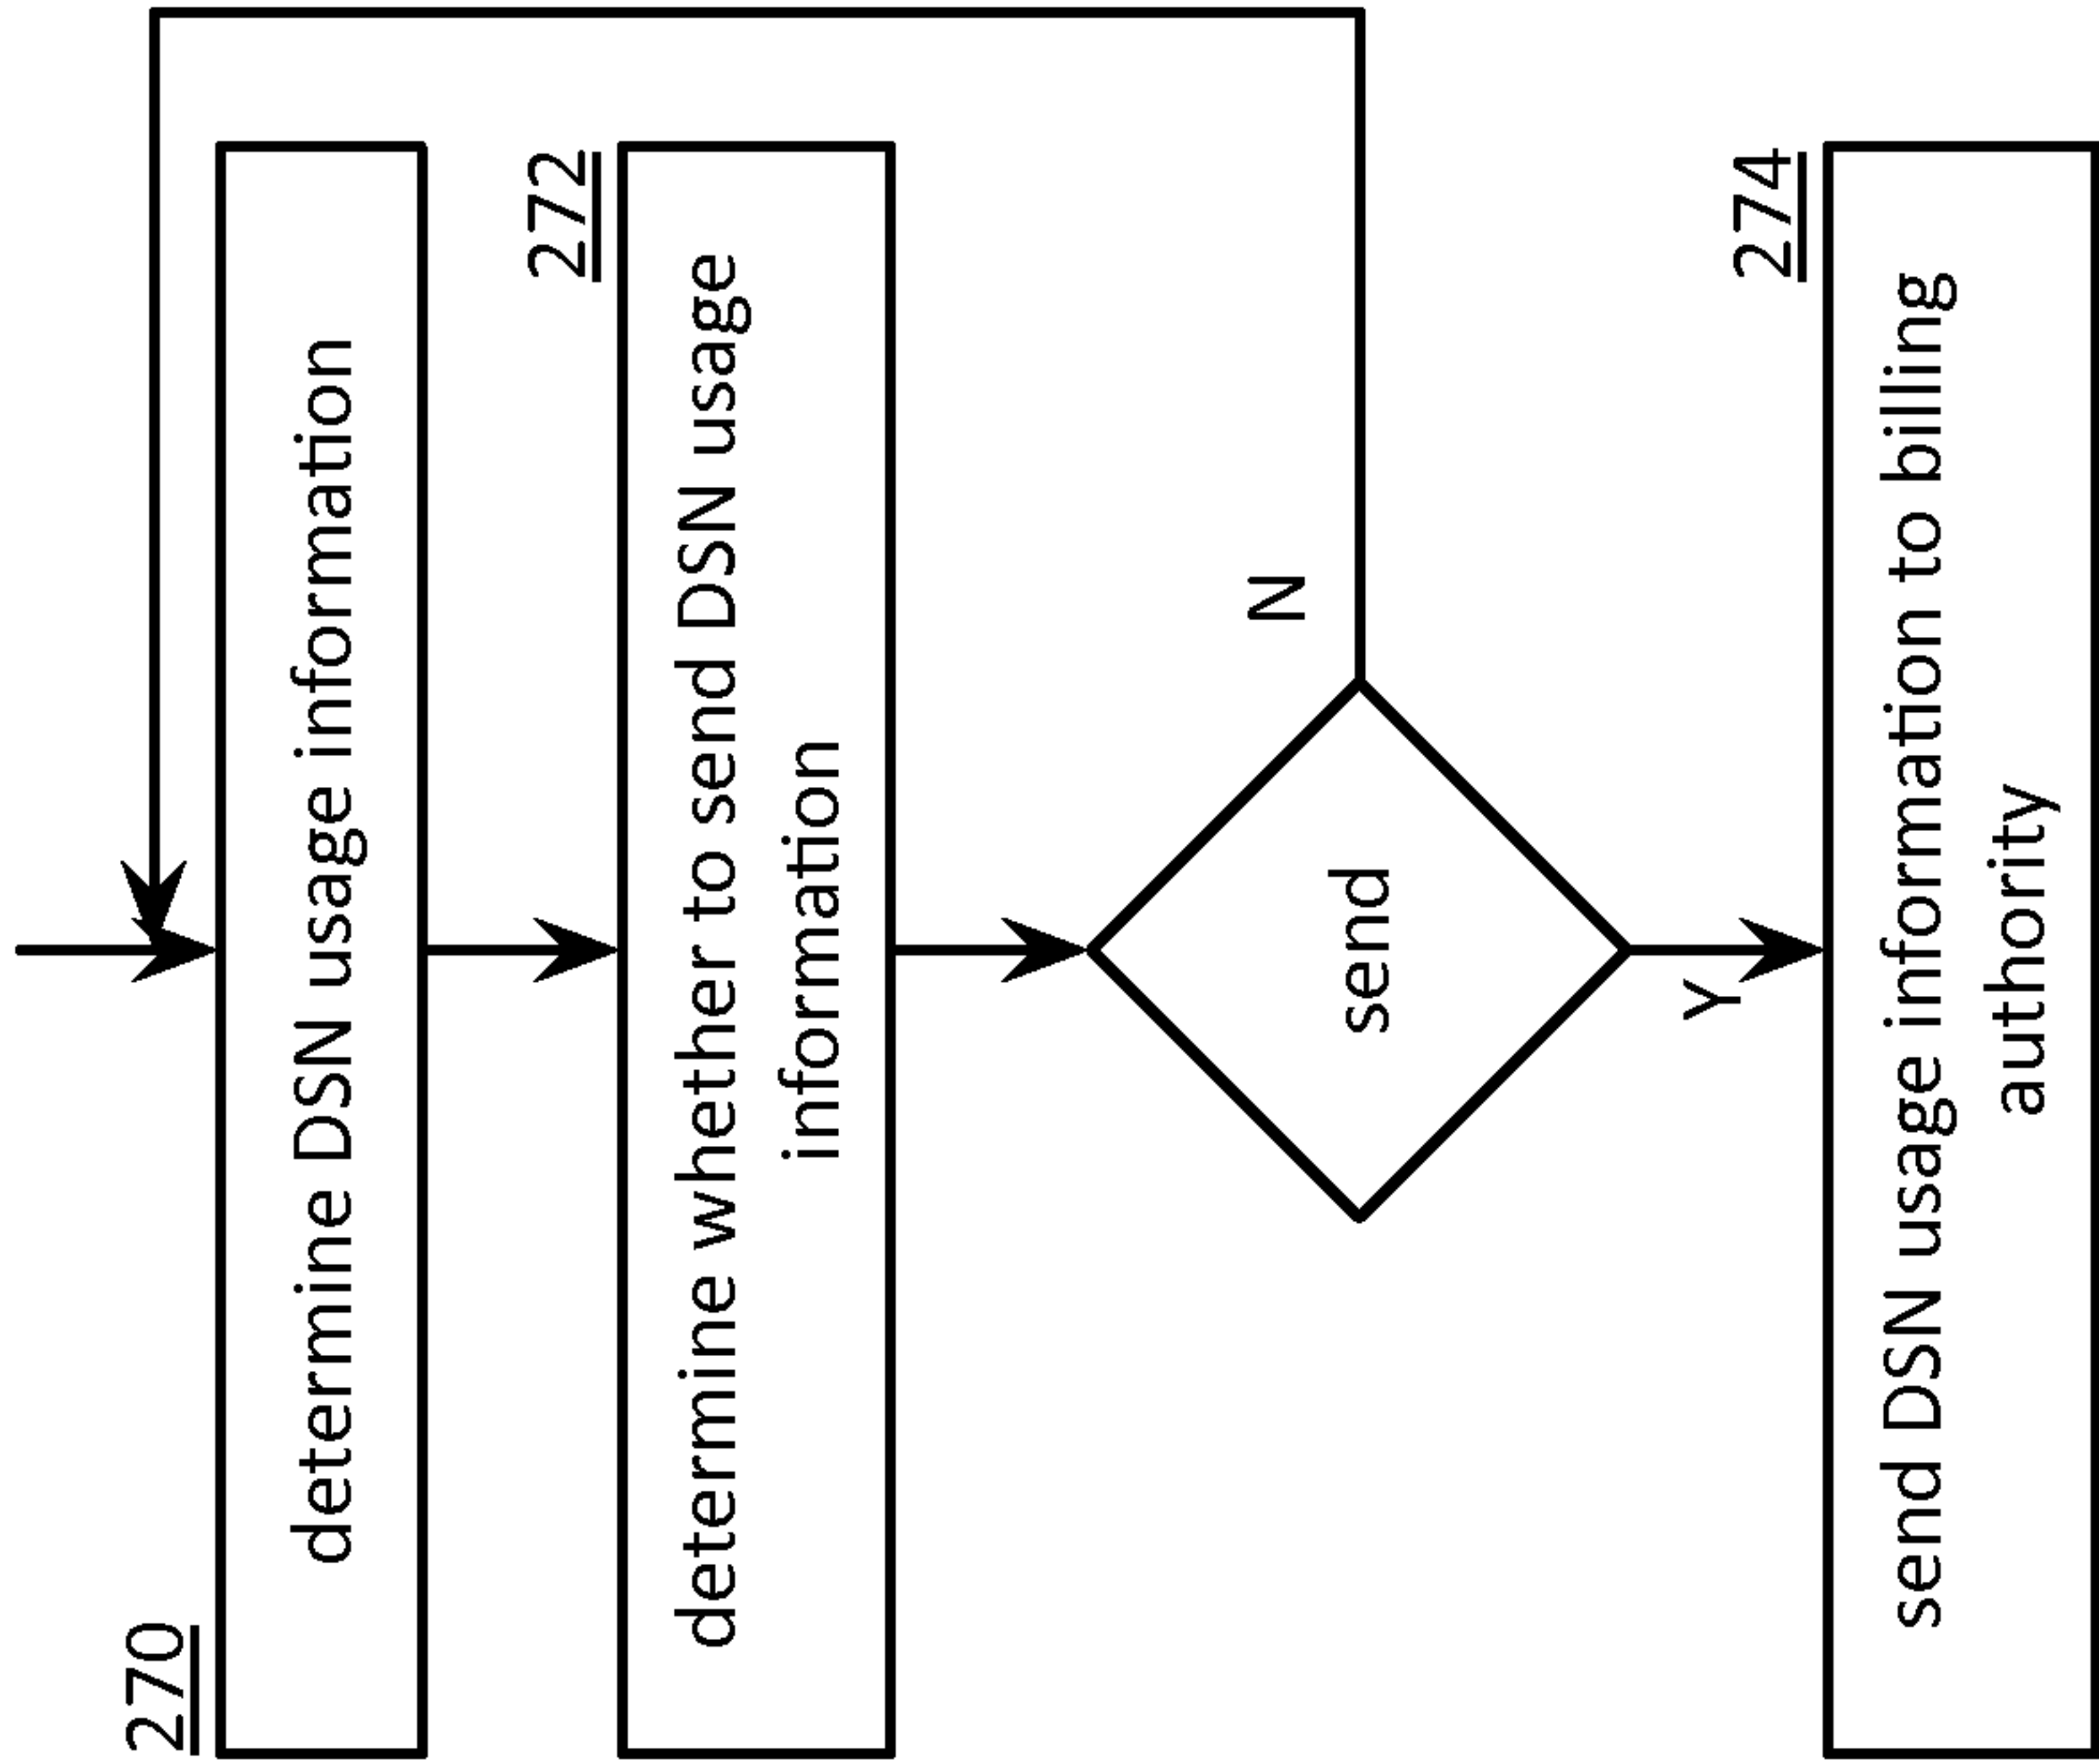 270
determine DSN usage information
272
determine whether to send DSN usage
information
send
N
Y
274
send DSN usage information to billing
authority